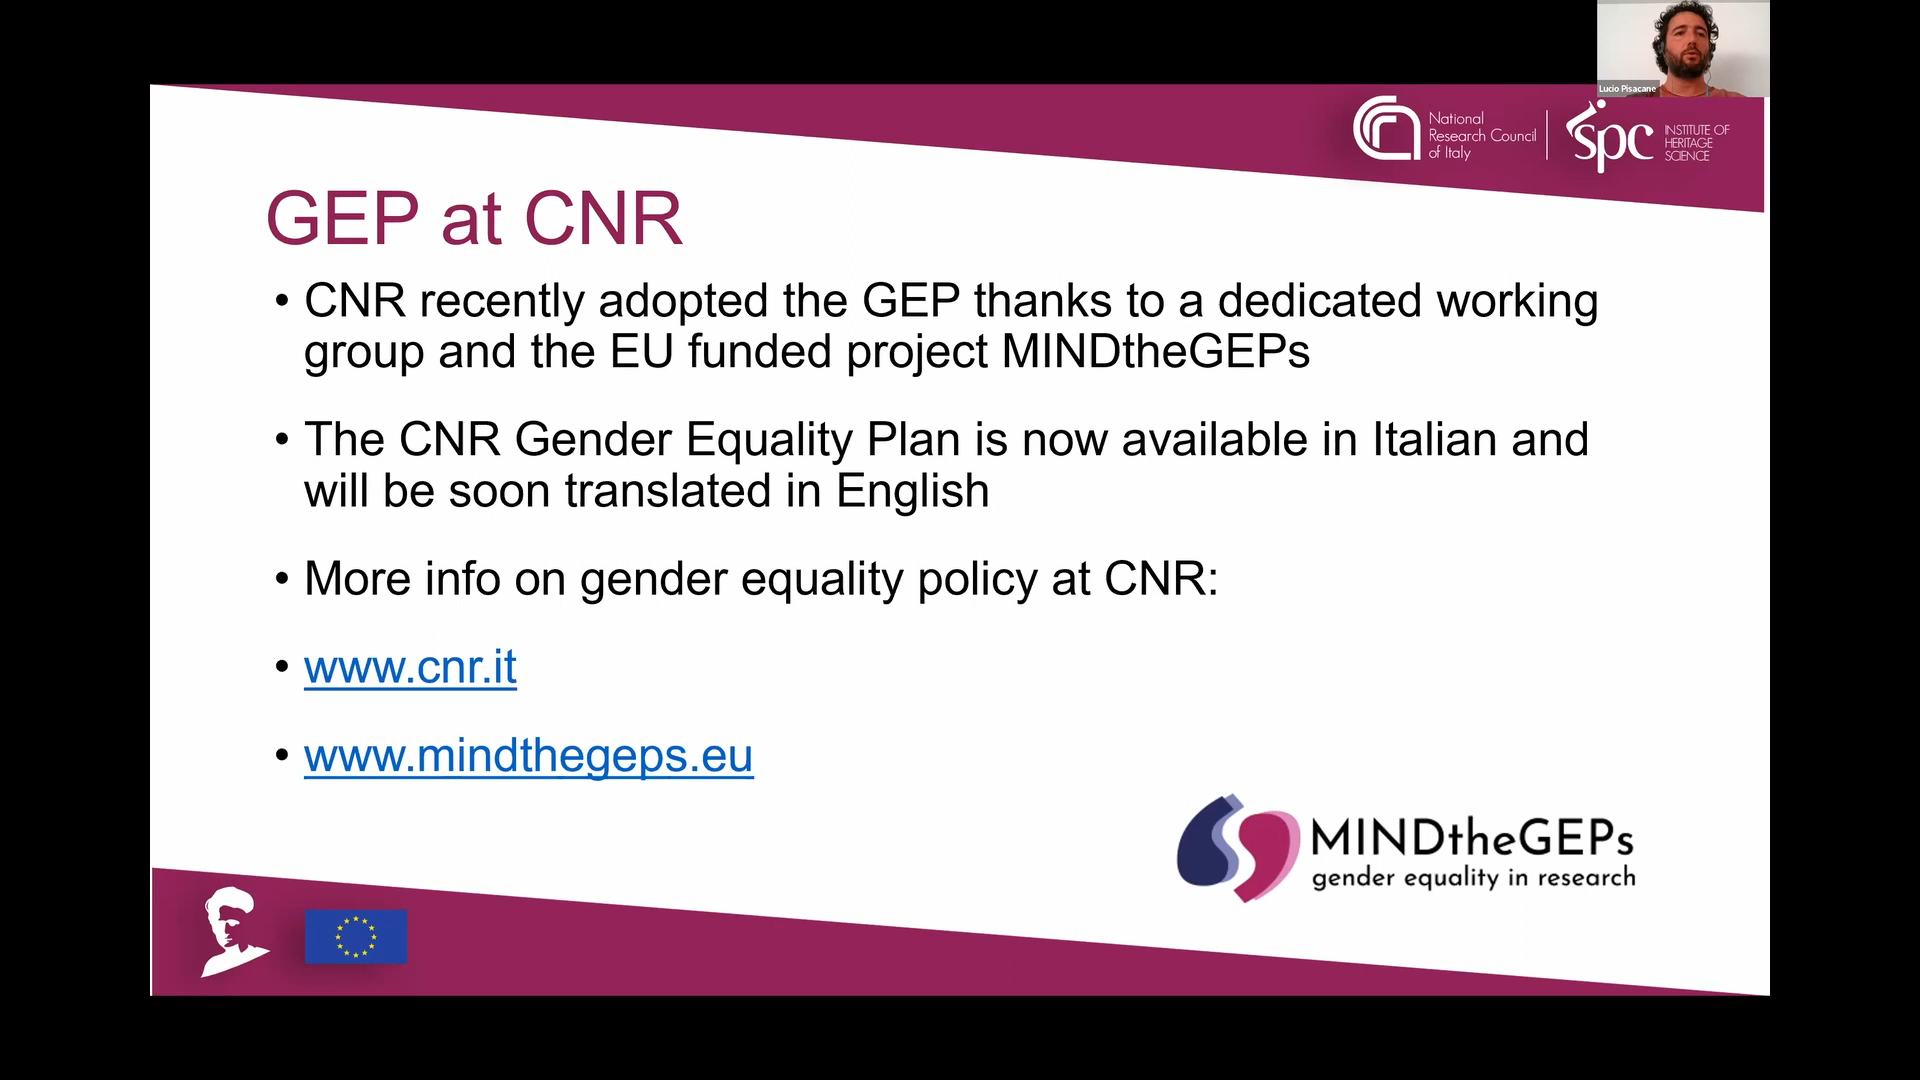 Lucio Pisacane
National
Research Council
of Italy
ispc
INSTITUTE OF
HERITAGE
SCIENCE
GEP at CNR
• CNR recently adopted the GEP thanks to a dedicated working
group and the EU funded project MINDtheGEPs
• The CNR Gender Equality Plan is now available in Italian and
will be soon translated in English
• More info on gender equality policy at CNR:
• www.cnr.it
• www.mindthegeps.eu
MINDtheGEPs
gender equality in research